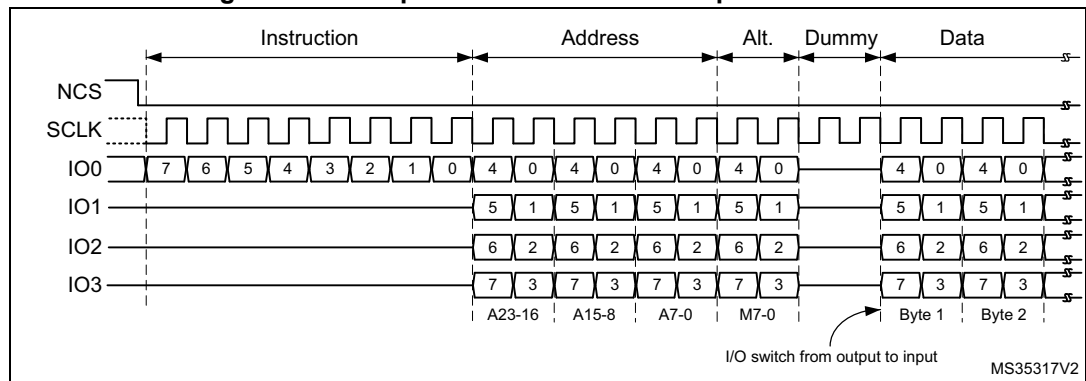 Instruction Address Alt. Dummy Data
NCS
SCLK
IO0 7 6 5 4 3 2 1 0 4 0 4 0 4 0 4 0 4 0 4 0
IO1 5 1 5 1 5 1 5 1 5 1 5 1
IO2 6 2 6 2 6 2 6 2 6 2 6 2
IO3 7 3 7 3 7 3 7 3 7 3 7 3
A23-16 A15-8 A7-0 M7-0 Byte 1 Byte 2
I/O switch from output to input
MS35317V2